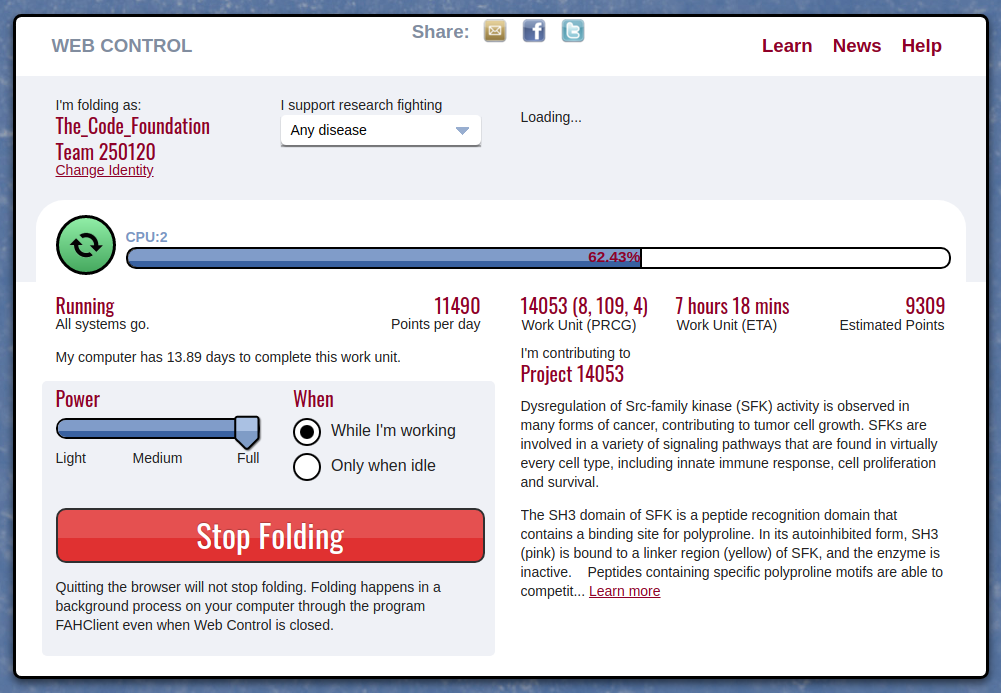 WEB CONTROL
Share:
Learn News Help
I'm folding as:
The_Code_Foundation
Team 250120
Change Identity
I support research fighting
Any disease
Loading...
CPU:2
62.43%
Running
All systems go.
11490
Points per day
My computer has 13.89 days to complete this work unit.
14053 (8, 109, 4)
Work Unit (PRCG)
7 hours 18 mins
Work Unit (ETA)
9309
Estimated Points
Power
Light Medium Full
When
While I'm working
Only when idle
Stop Folding
Quitting the browser will not stop folding. Folding happens in a
background process on your computer through the program
FAHClient even when Web Control is closed.
I'm contributing to
Project 14053
Dysregulation of Src-family kinase (SFK) activity is observed in
many forms of cancer, contributing to tumor cell growth. SFKs are
involved in a variety of signaling pathways that are found in virtually
every cell type, including innate immune response, cell proliferation
and survival.
The SH3 domain of SFK is a peptide recognition domain that
contains a binding site for polyproline. In its autoinhibited form, SH3
(pink) is bound to a linker region (yellow) of SFK, and the enzyme is
inactive. Peptides containing specific polyproline motifs are able to
competit... Learn more